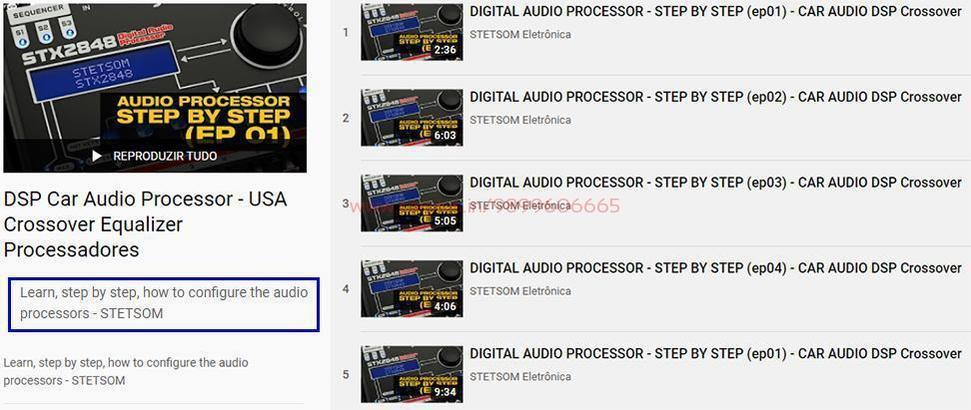 SEQUENCER
S1 S2 S3
STX2848 Digital Audio Processor
STETSOM
STX2848
AUDIO PROCESSOR
STEP BY STEP
(EP 01)
REPRODUZIR TUDO
DSP Car Audio Processor - USA
Crossover Equalizer
Processadores
Learn, step by step, how to configure the audio
processors - STETSOM
Learn, step by step, how to configure the audio
processors - STETSOM
1
2:36
DIGITAL AUDIO PROCESSOR - STEP BY STEP (ep01) - CAR AUDIO DSP Crossover
STETSOM Eletrônica
2
6:03
DIGITAL AUDIO PROCESSOR - STEP BY STEP (ep02) - CAR AUDIO DSP Crossover
STETSOM Eletrônica
3
5:05
DIGITAL AUDIO PROCESSOR - STEP BY STEP (ep03) - CAR AUDIO DSP Crossover
STETSOM Eletrônica
4
4:06
DIGITAL AUDIO PROCESSOR - STEP BY STEP (ep04) - CAR AUDIO DSP Crossover
STETSOM Eletrônica
5
9:34
DIGITAL AUDIO PROCESSOR - STEP BY STEP (ep01) - CAR AUDIO DSP Crossover
STETSOM Eletrônica